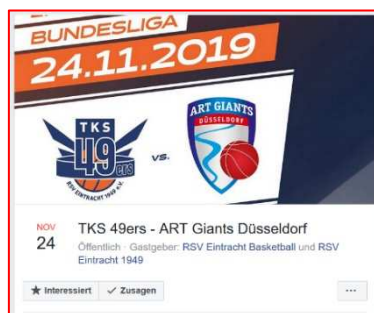 BUNDESLIGA
24.11.2019
TKS
49ers
RSV EINTRACHT 1949 e.V.
vs.
ART GIANTS
DÜSSELDORF
NOV
24
TKS 49ers - ART Giants Düsseldorf
Öffentlich · Gastgeber: RSV Eintracht Basketball und RSV
Eintracht 1949
Interessiert
Zusagen